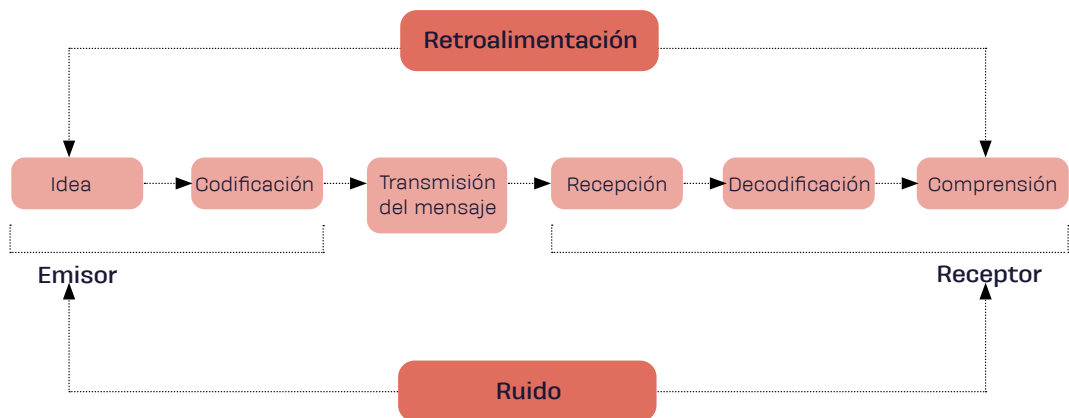 Retroalimentación
Idea
Codificación
Transmisión
del mensaje
Recepción
Decodificación
Comprensión
Emisor
Receptor
Ruido